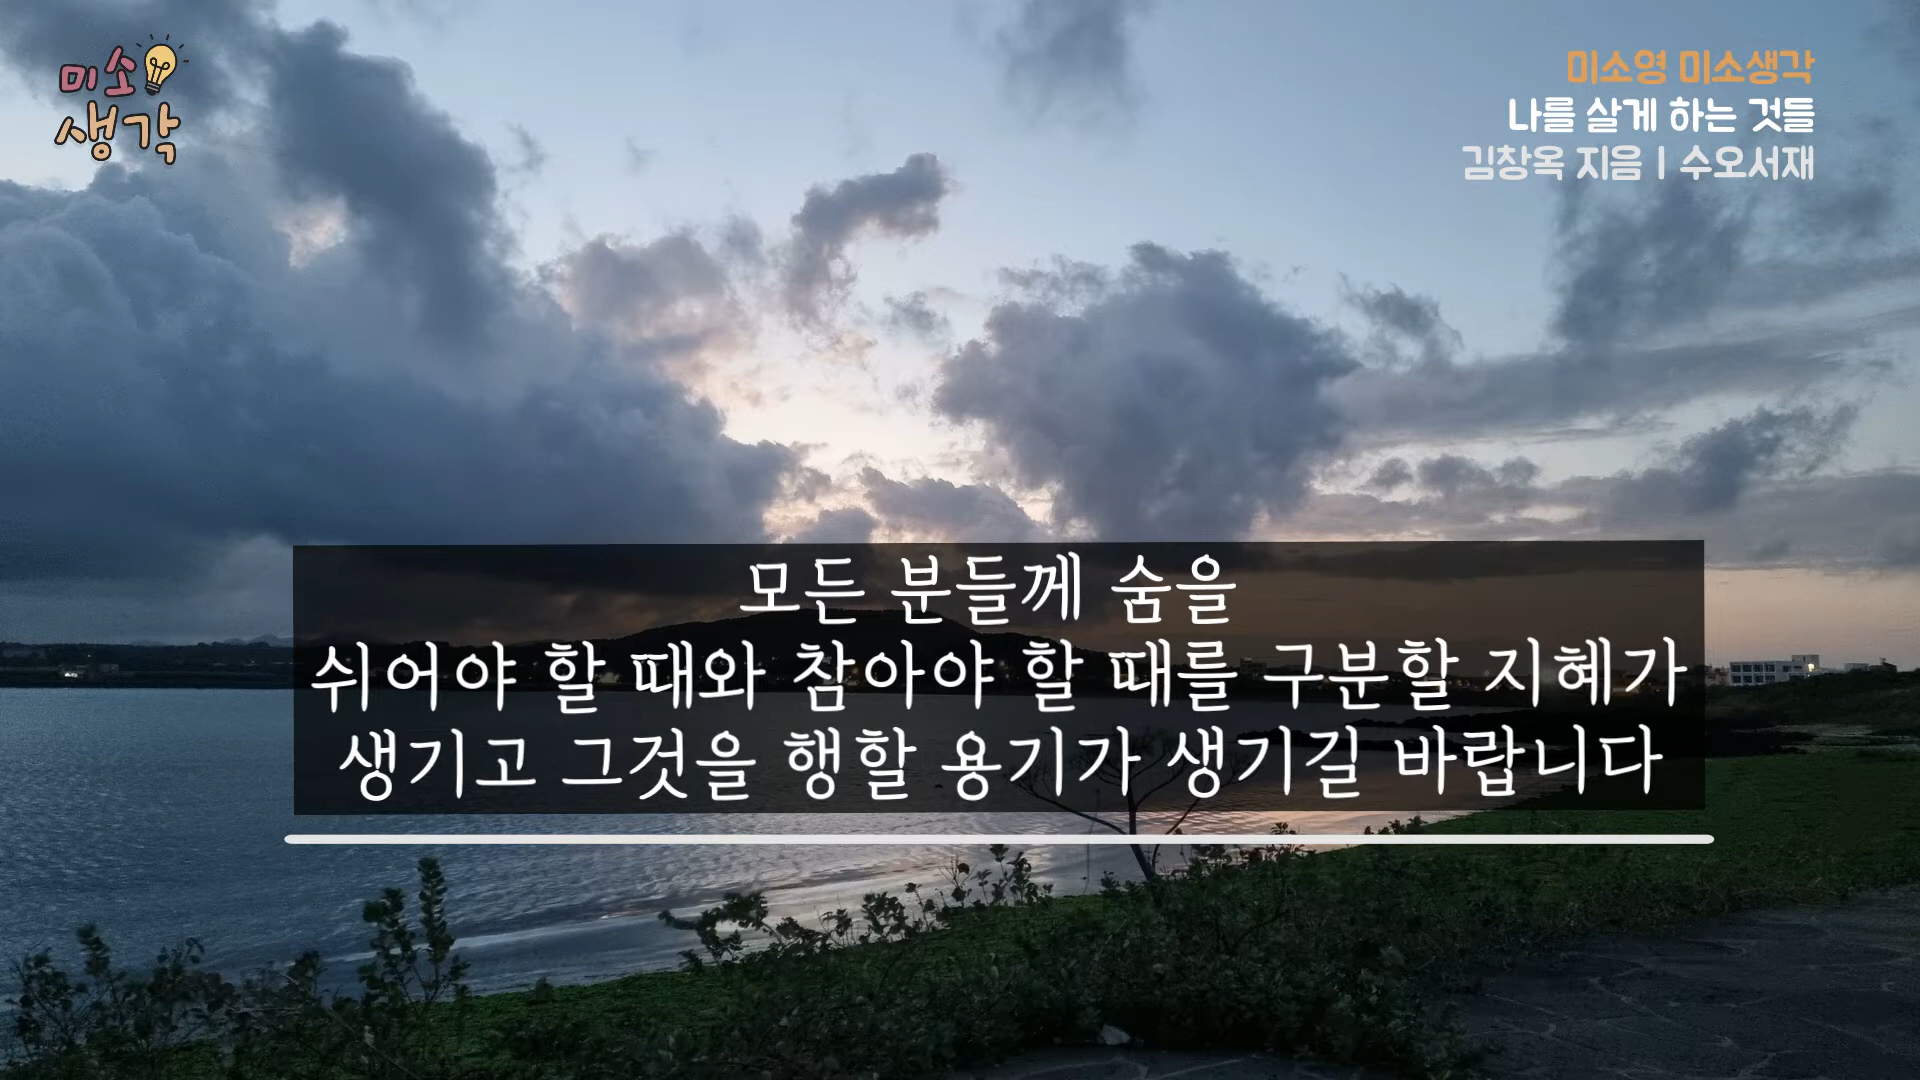 미소
생각
미소영 미소생각
나를 살게 하는 것들
김창옥 지음 | 수오서재
모든 분들께 숨을
쉬어야 할 때와 참아야 할 때를 구분할 지혜가
생기고 그것을 행할 용기가 생기길 바랍니다